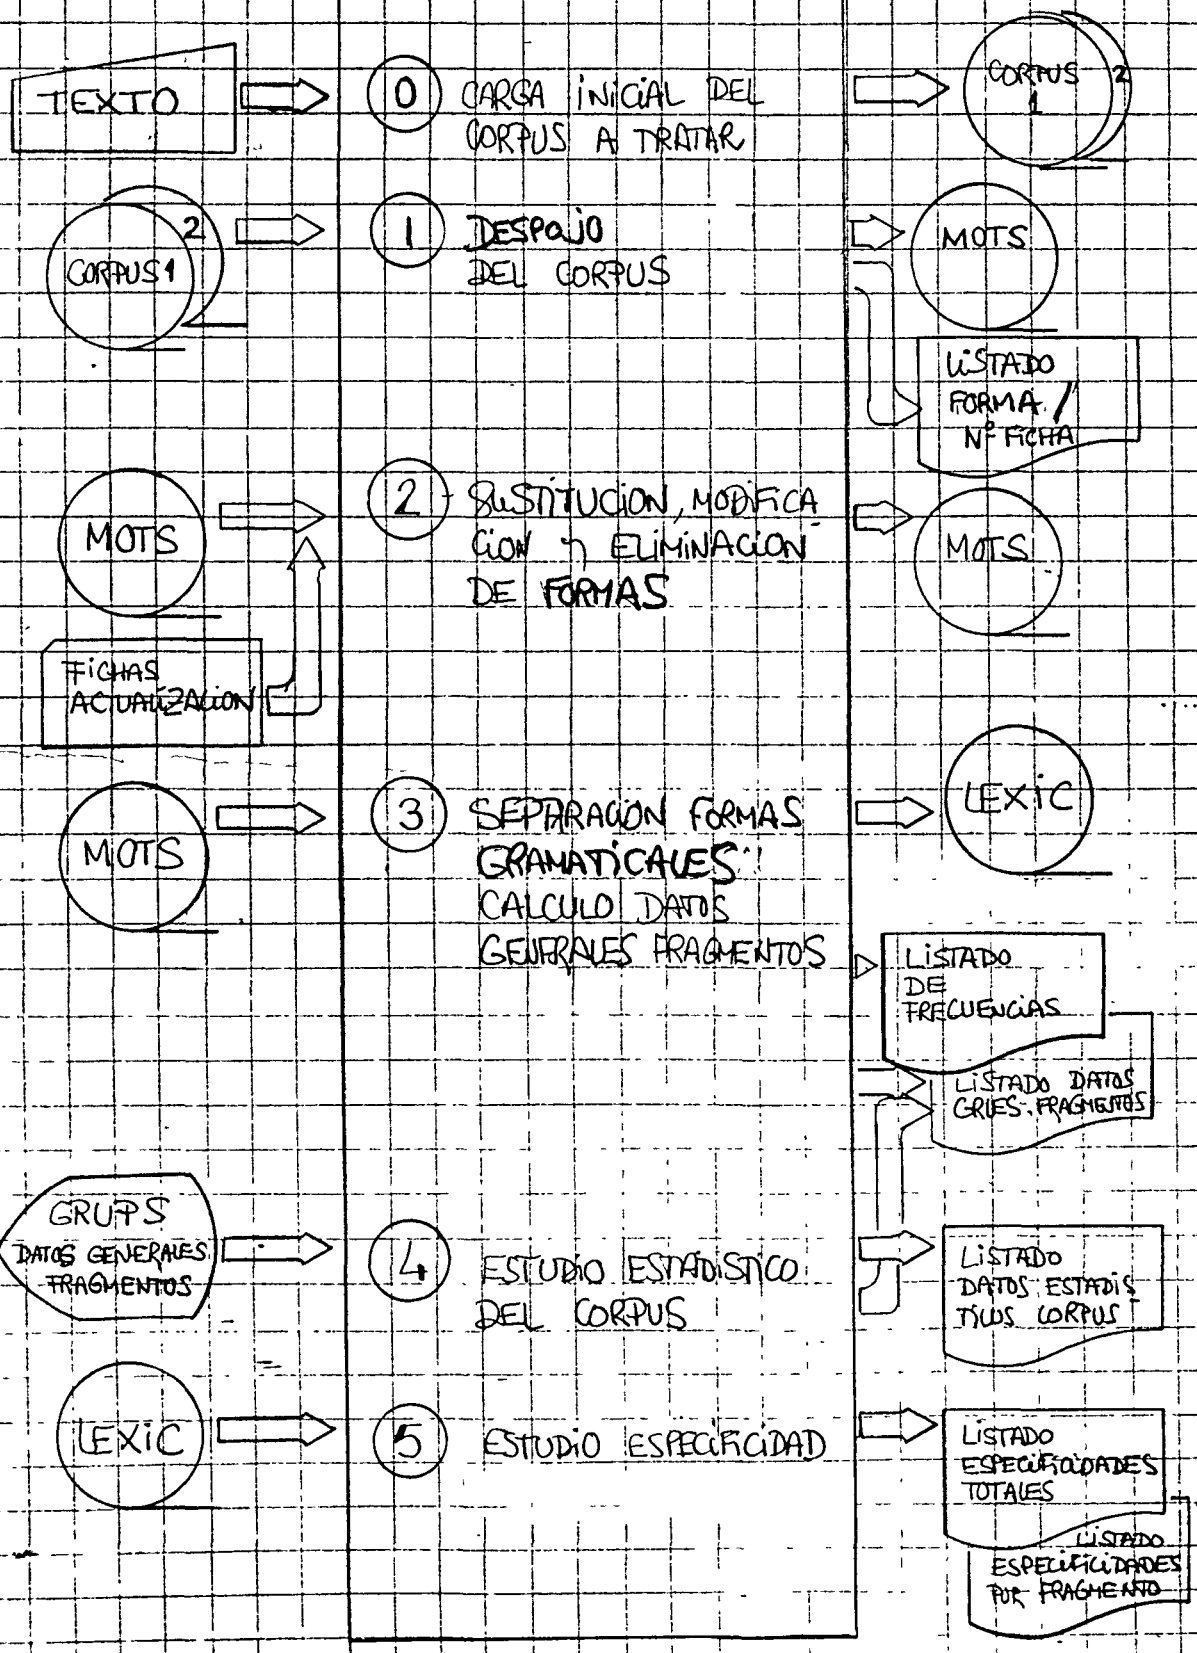 TEXTO
0 CARGA INICIAL DEL
CORPUS A TRATAR
CORPUS 2
1
2
CORPUS 1
1 DESPOJO
DEL CORPUS
MOTS
LISTADO
FORMA /
Nº FICHA
MOTS
2 SUSTITUCION, MODIFICA
CION y ELIMINACION
DE FORMAS
MOTS
FICHAS
ACTUALIZACION
MOTS
3 SEPARACION FORMAS
GRAMATICALES
CALCULO DATOS
GENERALES FRAGMENTOS
LEXIC
LISTADO
DE
FRECUENCIAS
LISTADO DATOS
GRLES. FRAGMENTOS
GRUPS
DATOS GENERALES
FRAGMENTOS
4 ESTUDIO ESTADISTICO
DEL CORPUS
LISTADO
DATOS ESTADIS
TICOS CORPUS
LEXIC
5 ESTUDIO ESPECIFICIDAD
LISTADO
ESPECIFICIDADES
TOTALES
LISTADO
ESPECIFICIDADES
POR FRAGMENTO